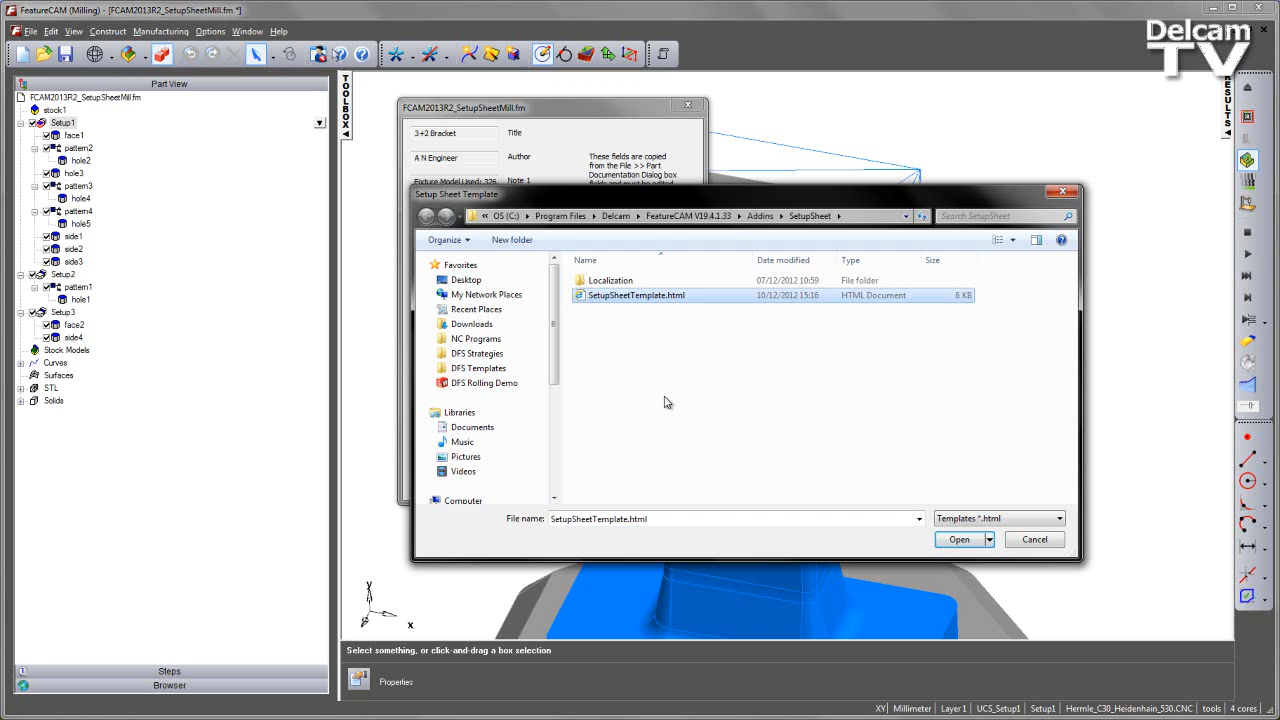 FeatureCAM (Milling) - [FCAM2013R2_SetupSheetMill.fm *]
File Edit View Construct Manufacturing Options Window Help
Delcam
TV
Part View
FCAM2013R2_SetupSheetMill.fm
stock1
Setup1
face1
pattern2
hole2
hole3
pattern3
hole4
pattern4
hole5
side1
side2
side3
Setup2
pattern1
hole1
Setup3
face2
side4
Stock Models
Curves
Surfaces
STL
Solids
Steps
Browser
TOOLBOX
RESULTS
FCAM2013R2_SetupSheetMill.fm
3+2 Bracket Title
A N Engineer Author
These fields are copied
from the File >> Part
Documentation Dialog box
Fixture Model Used: 226 Note 1
Setup Sheet Template
« OS (C:) Program Files Delcam FeatureCAM V19.4.1.33 Addins SetupSheet
Search SetupSheet
Organize New folder
Favorites
Desktop
My Network Places
Recent Places
Downloads
NC Programs
DFS Strategies
DFS Templates
DFS Rolling Demo
Libraries
Documents
Music
Pictures
Videos
Computer
Name Date modified Type Size
Localization 07/12/2012 10:59 File folder
SetupSheetTemplate.html 10/12/2012 15:16 HTML Document 6 KB
File name: SetupSheetTemplate.html Templates *.html
Open Cancel
Y
X
Select something, or click-and-drag a box selection
Properties
XY Millimeter Layer1 UCS_Setup1 Setup1 Hermle_C30_Heidenhain_530.CNC tools 4 cores